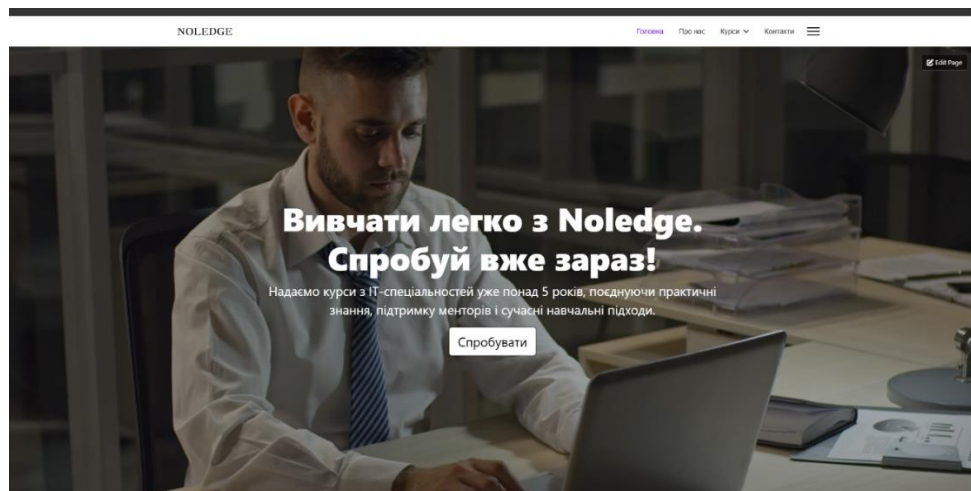 NOLEDGE
Головна Про нас Курси Контакти
Edit Page
Вивчати легко з Noledge.
Спробуй вже зараз!
Надаємо курси з ІТ-спеціальностей уже понад 5 років, поєднуючи практичні
знання, підтримку менторів і сучасні навчальні підходи.
Спробувати